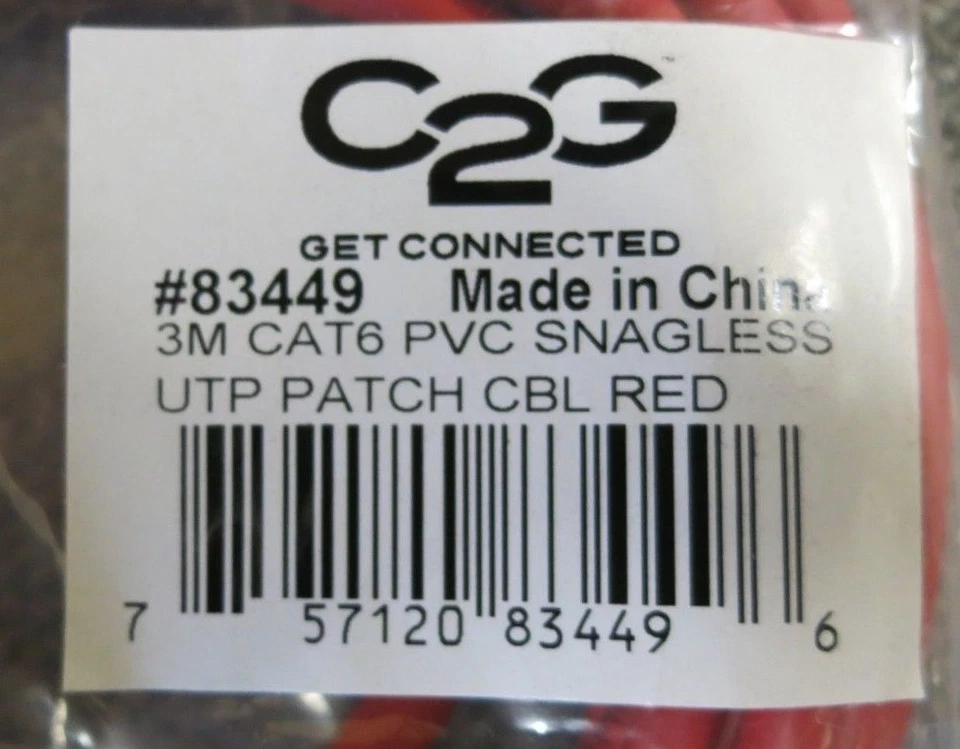 C2G
GET CONNECTED
#83449 Made in China
3M CAT6 PVC SNAGLESS
UTP PATCH CBL RED
7 57120 83449 6